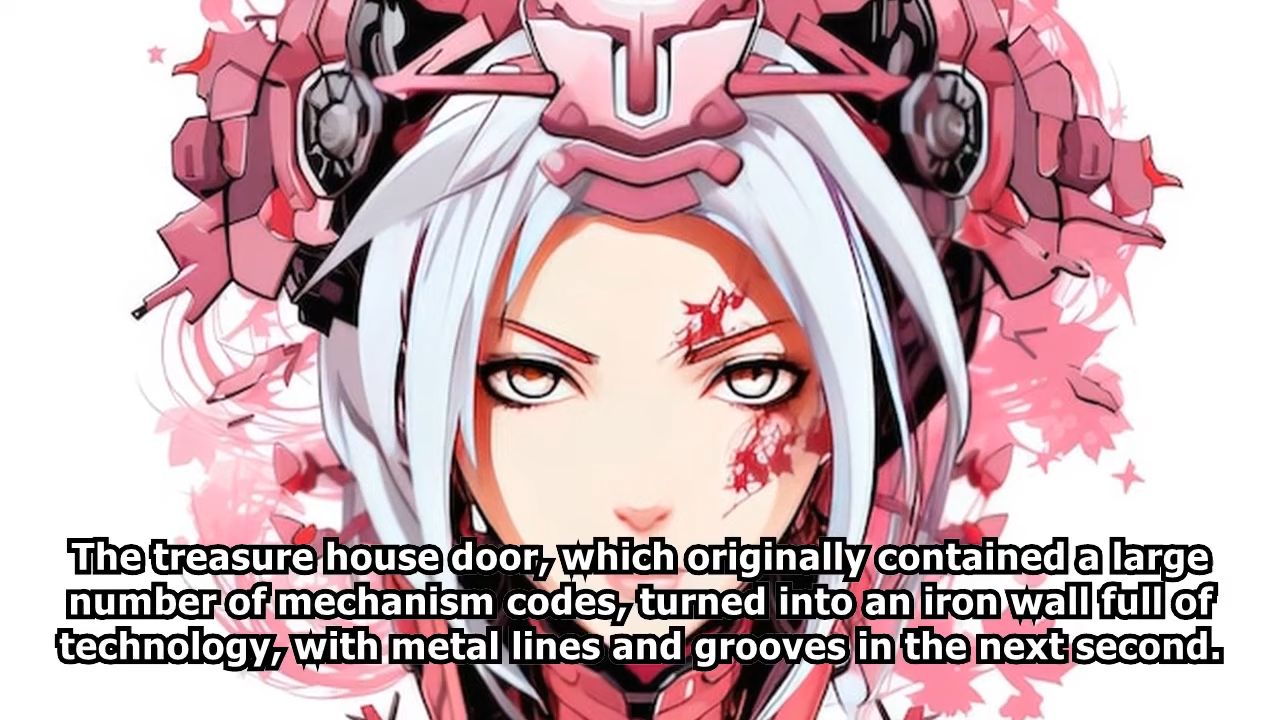 The treasure house door, which originally contained a large
number of mechanism codes, turned into an iron wall full of
technology, with metal lines and grooves in the next second.